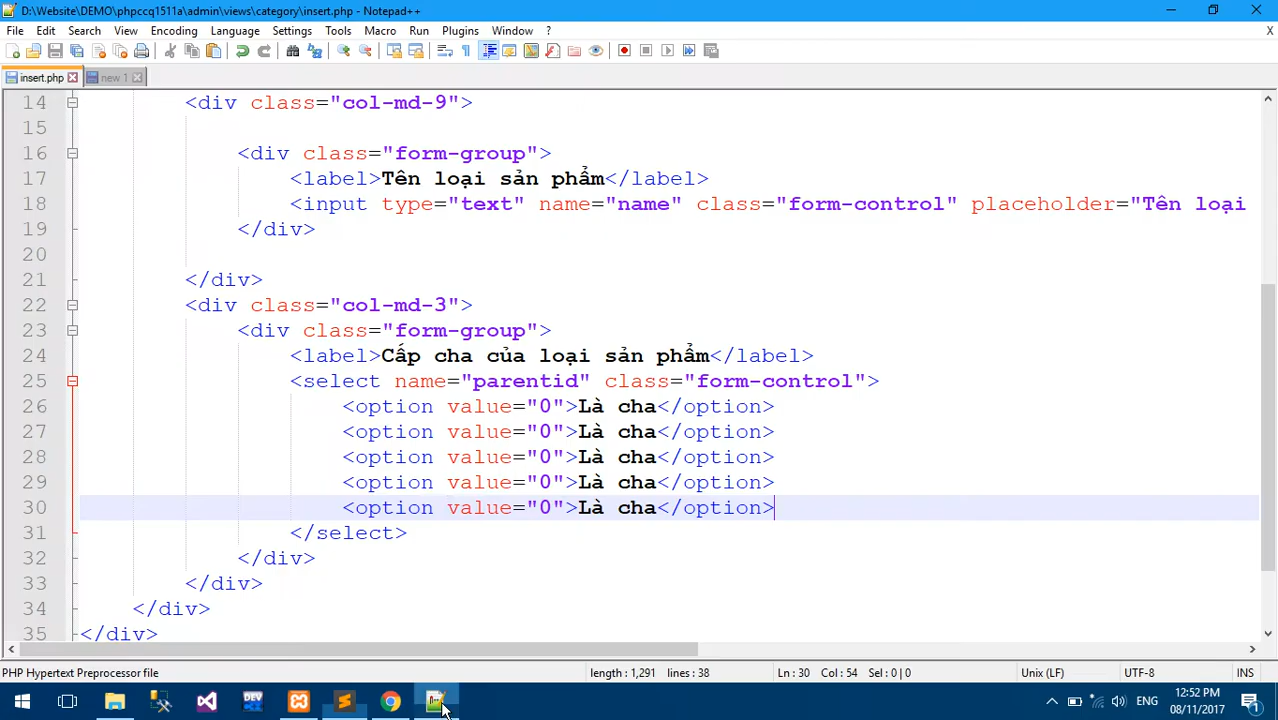 D:\Website\DEMO\phpccq1511a\admin\views\category\insert.php - Notepad++
File Edit Search View Encoding Language Settings Tools Macro Run Plugins Window ? X
insert.php new 1
14 <div class="col-md-9">
15
16 <div class="form-group">
17 <label>Tên loại sản phẩm</label>
18 <input type="text" name="name" class="form-control" placeholder="Tên loại
19 </div>
20
21 </div>
22 <div class="col-md-3">
23 <div class="form-group">
24 <label>Cấp cha của loại sản phẩm</label>
25 <select name="parentid" class="form-control">
26 <option value="0">Là cha</option>
27 <option value="0">Là cha</option>
28 <option value="0">Là cha</option>
29 <option value="0">Là cha</option>
30 <option value="0">Là cha</option>
31 </select>
32 </div>
33 </div>
34 </div>
35 </div>
PHP Hypertext Preprocessor file length : 1,291 lines : 38 Ln : 30 Col : 54 Sel : 0 | 0 Unix (LF) UTF-8 INS
DEV
ENG
12:52 PM
08/11/2017
1